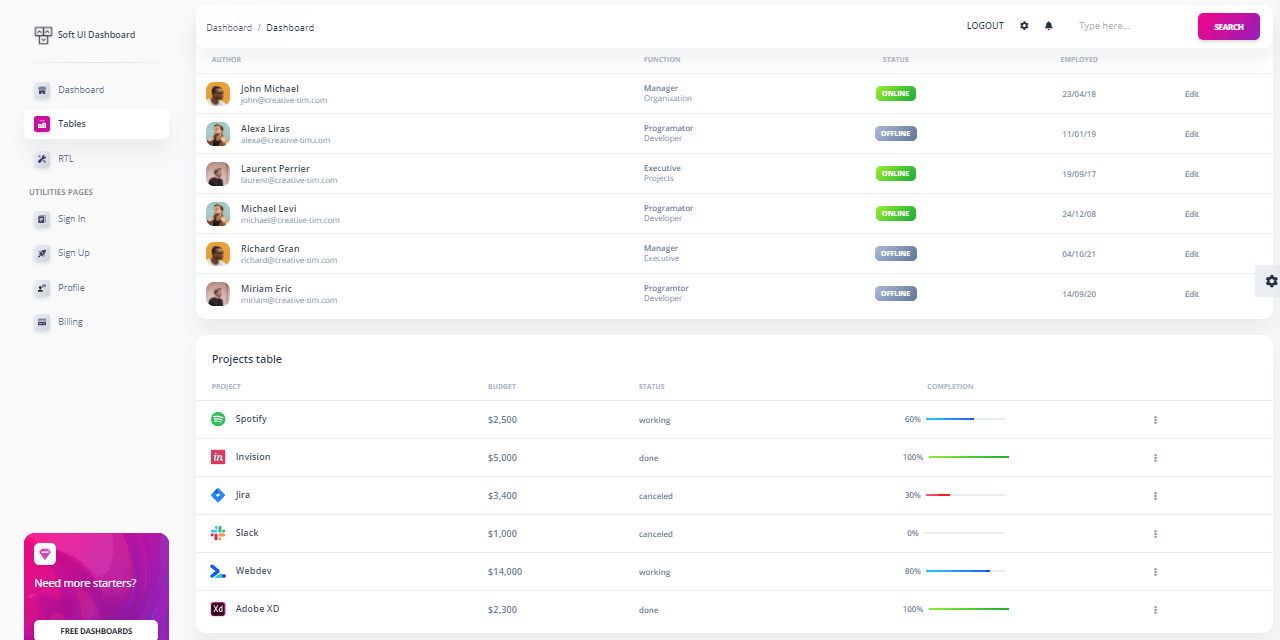 Soft UI Dashboard
Dashboard
Tables
RTL
UTILITIES PAGES
Sign In
Sign Up
Profile
Billing
Need more starters?
FREE DASHBOARDS
Dashboard / Dashboard
LOGOUT
Type here...
SEARCH
AUTHOR FUNCTION STATUS EMPLOYED
John Michael
john@creative-tim.com
Manager
Organization
ONLINE
23/04/18
Edit
Alexa Liras
alexa@creative-tim.com
Programator
Developer
OFFLINE
11/01/19
Edit
Laurent Perrier
laurent@creative-tim.com
Executive
Projects
ONLINE
19/09/17
Edit
Michael Levi
michael@creative-tim.com
Programator
Developer
ONLINE
24/12/08
Edit
Richard Gran
richard@creative-tim.com
Manager
Executive
OFFLINE
04/10/21
Edit
Miriam Eric
miriam@creative-tim.com
Programtor
Developer
OFFLINE
14/09/20
Edit
Projects table
PROJECT BUDGET STATUS COMPLETION
Spotify $2,500 working 60%
in Invision $5,000 done 100%
Jira $3,400 canceled 30%
Slack $1,000 canceled 0%
Webdev $14,000 working 80%
Xd Adobe XD $2,300 done 100%